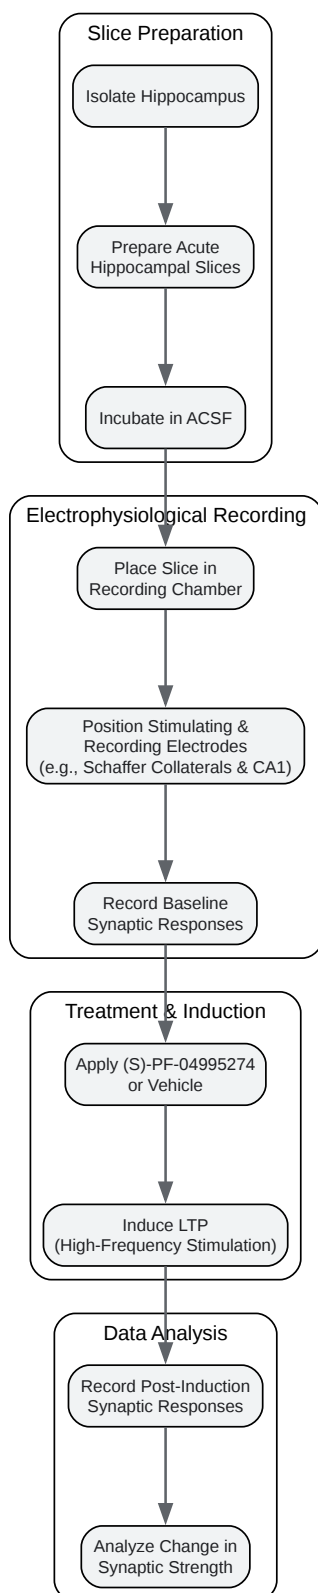 Slice Preparation
Isolate Hippocampus
Prepare Acute
Hippocampal Slices
Incubate in ACSF
Electrophysiological Recording
Place Slice in
Recording Chamber
Position Stimulating &
Recording Electrodes
(e.g., Schaffer Collaterals & CA1)
Record Baseline
Synaptic Responses
Treatment & Induction
Apply (S)-PF-04995274
or Vehicle
Induce LTP
(High-Frequency Stimulation)
Data Analysis
Record Post-Induction
Synaptic Responses
Analyze Change in
Synaptic Strength